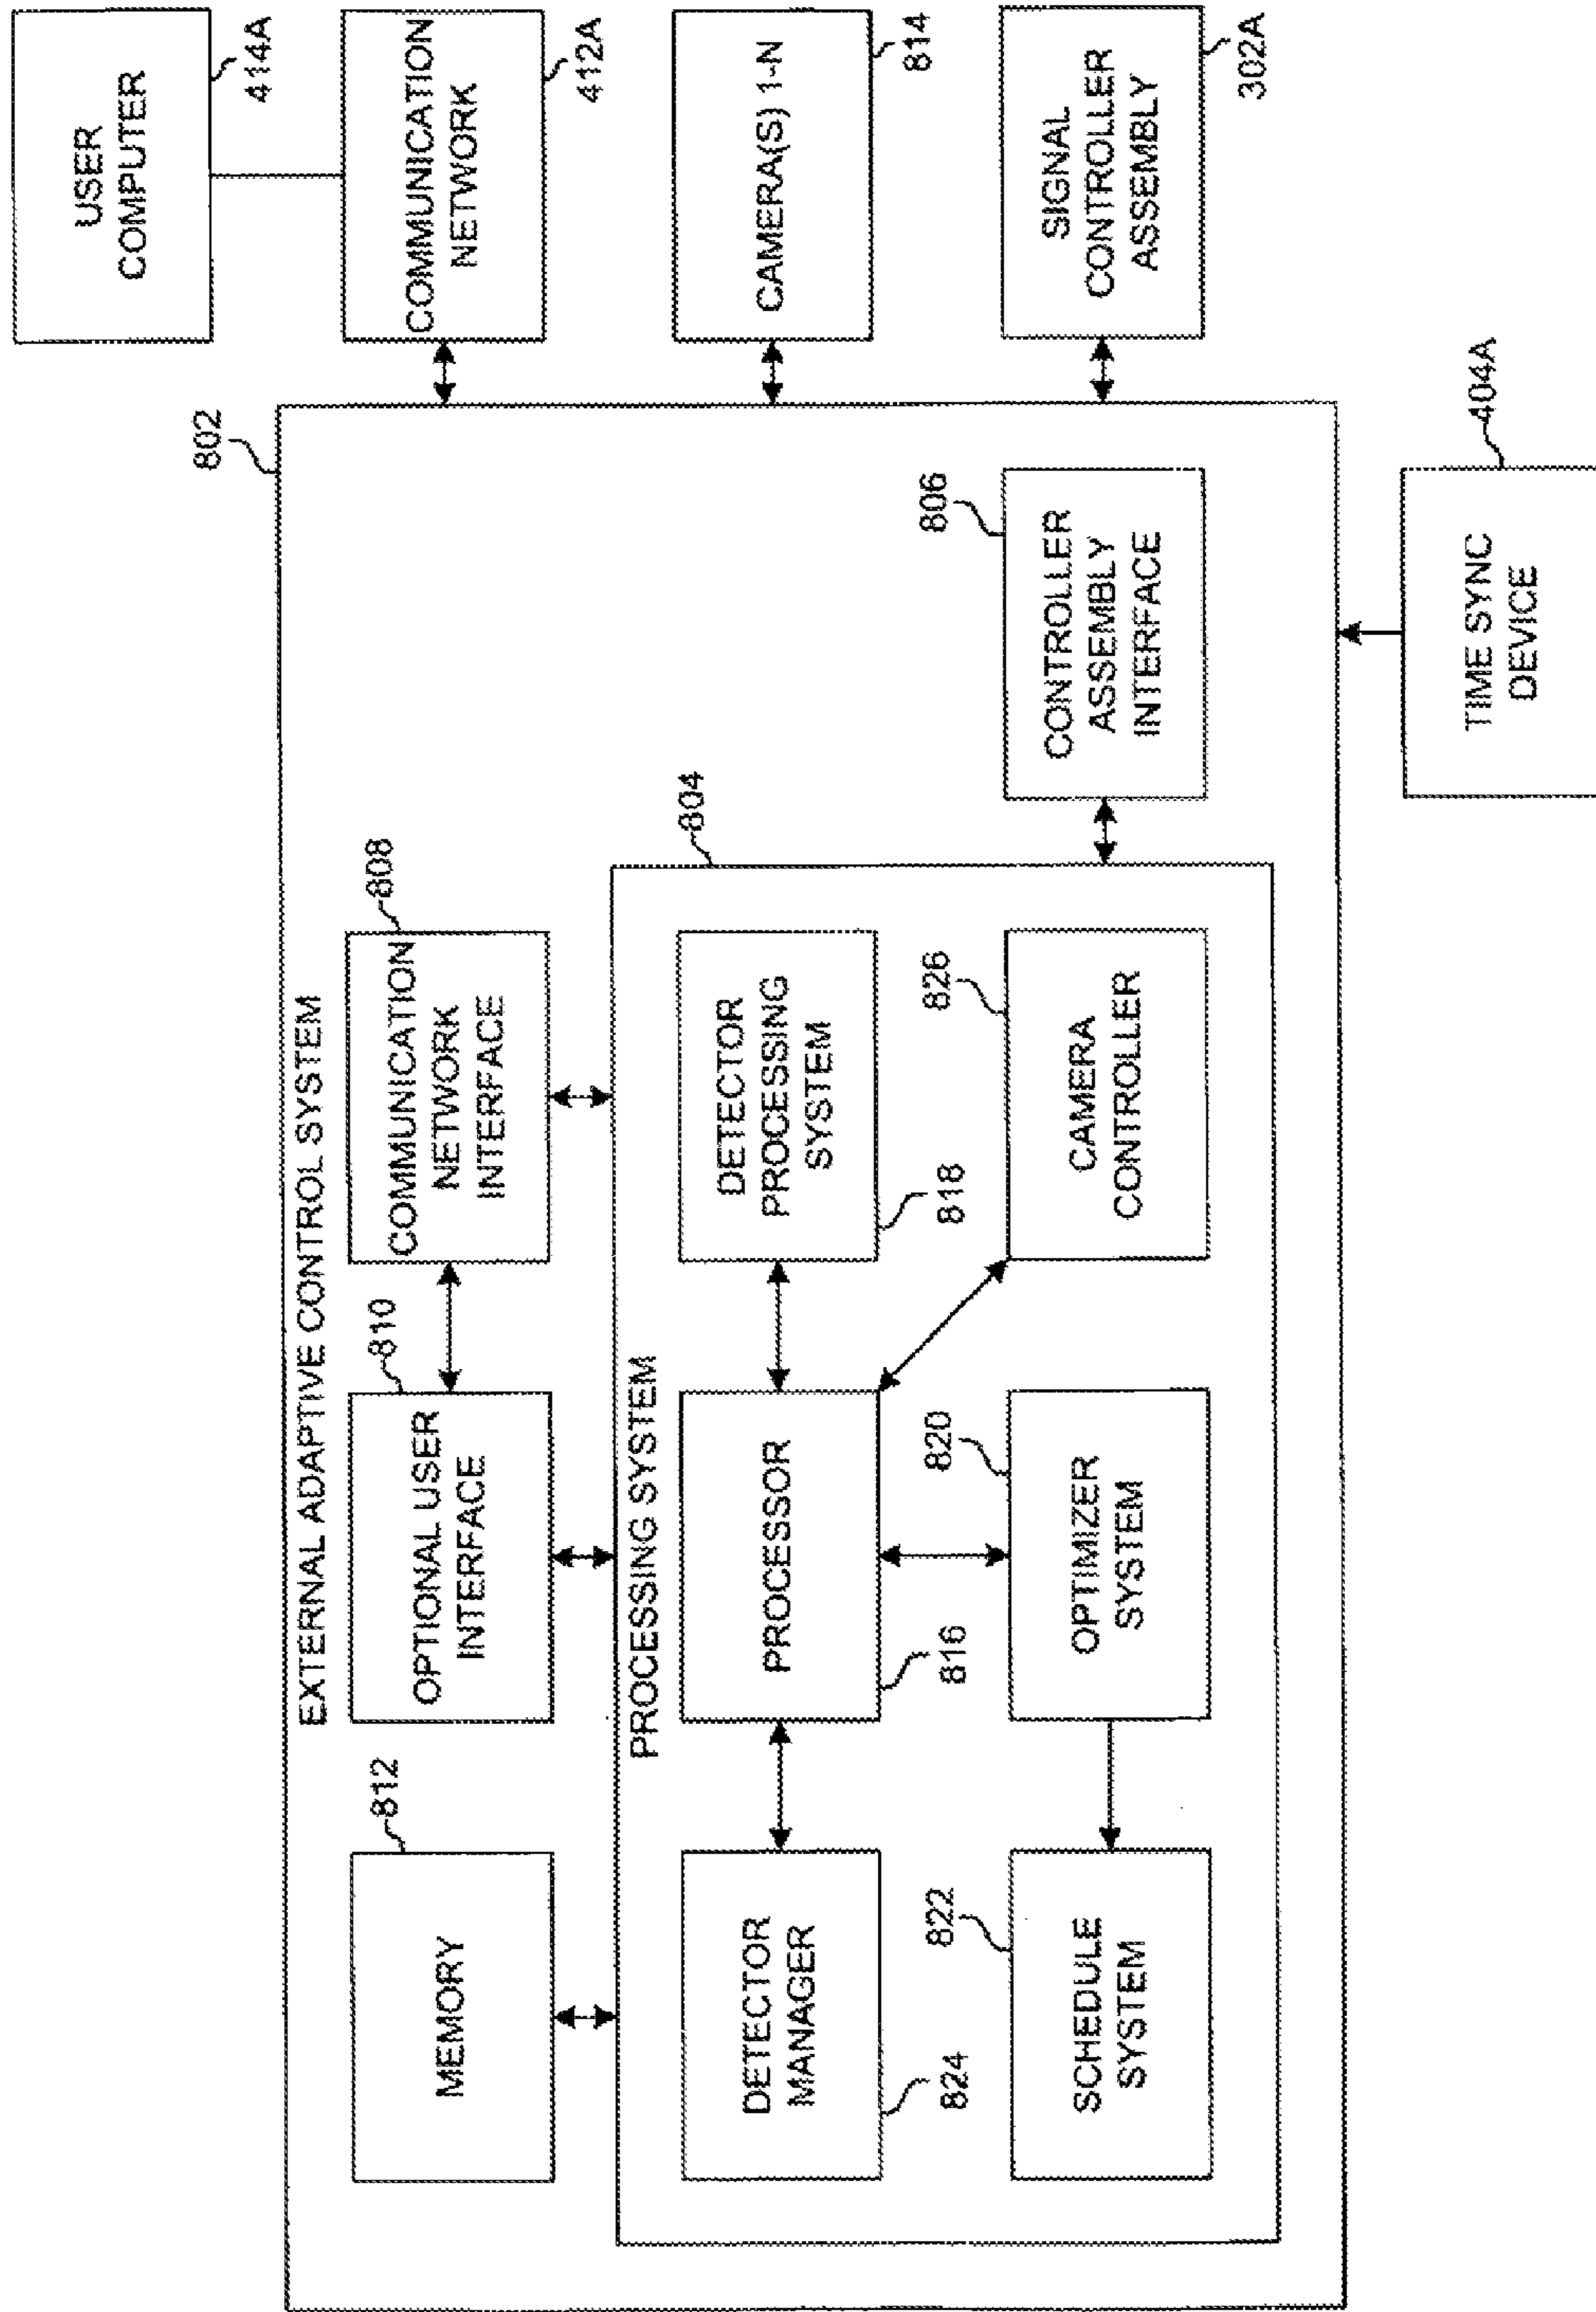 EXTERNAL ADAPTIVE CONTROL SYSTEM
802
MEMORY
812
OPTIONAL USER
INTERFACE
810
COMMUNICATION
NETWORK
INTERFACE
808
PROCESSING SYSTEM
804
DETECTOR
MANAGER
824
PROCESSOR
816
DETECTOR
PROCESSING
SYSTEM
818
SCHEDULE
SYSTEM
822
OPTIMIZER
SYSTEM
820
CAMERA
CONTROLLER
826
CONTROLLER
ASSEMBLY
INTERFACE
806
USER
COMPUTER
414A
COMMUNICATION
NETWORK
412A
CAMERA(S) 1-N
814
SIGNAL
CONTROLLER
ASSEMBLY
302A
TIME SYNC
DEVICE
404A